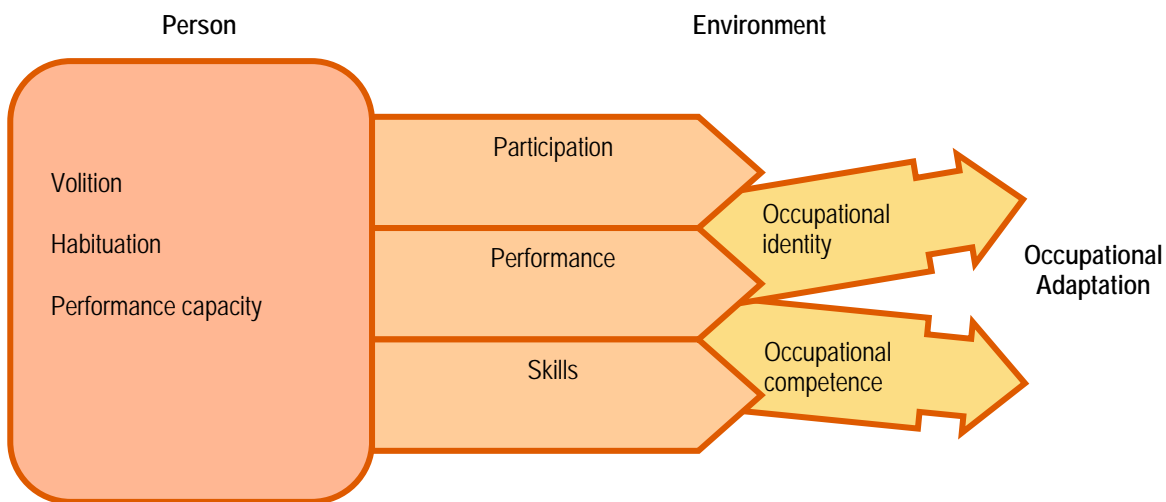 Person
Environment
Volition
Habituation
Performance capacity
Participation
Performance
Skills
Occupational
identity
Occupational
competence
Occupational
Adaptation